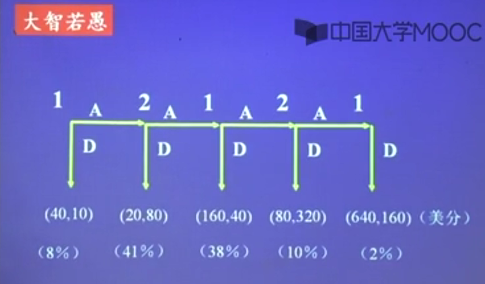 大智若愚
中国大学MOOC
1 A 2 A 1 A 2 A 1
D D D D D
(40,10) (20,80) (160,40) (80,320) (640,160)(美分)
(8%) (41%) (38%) (10%) (2%)